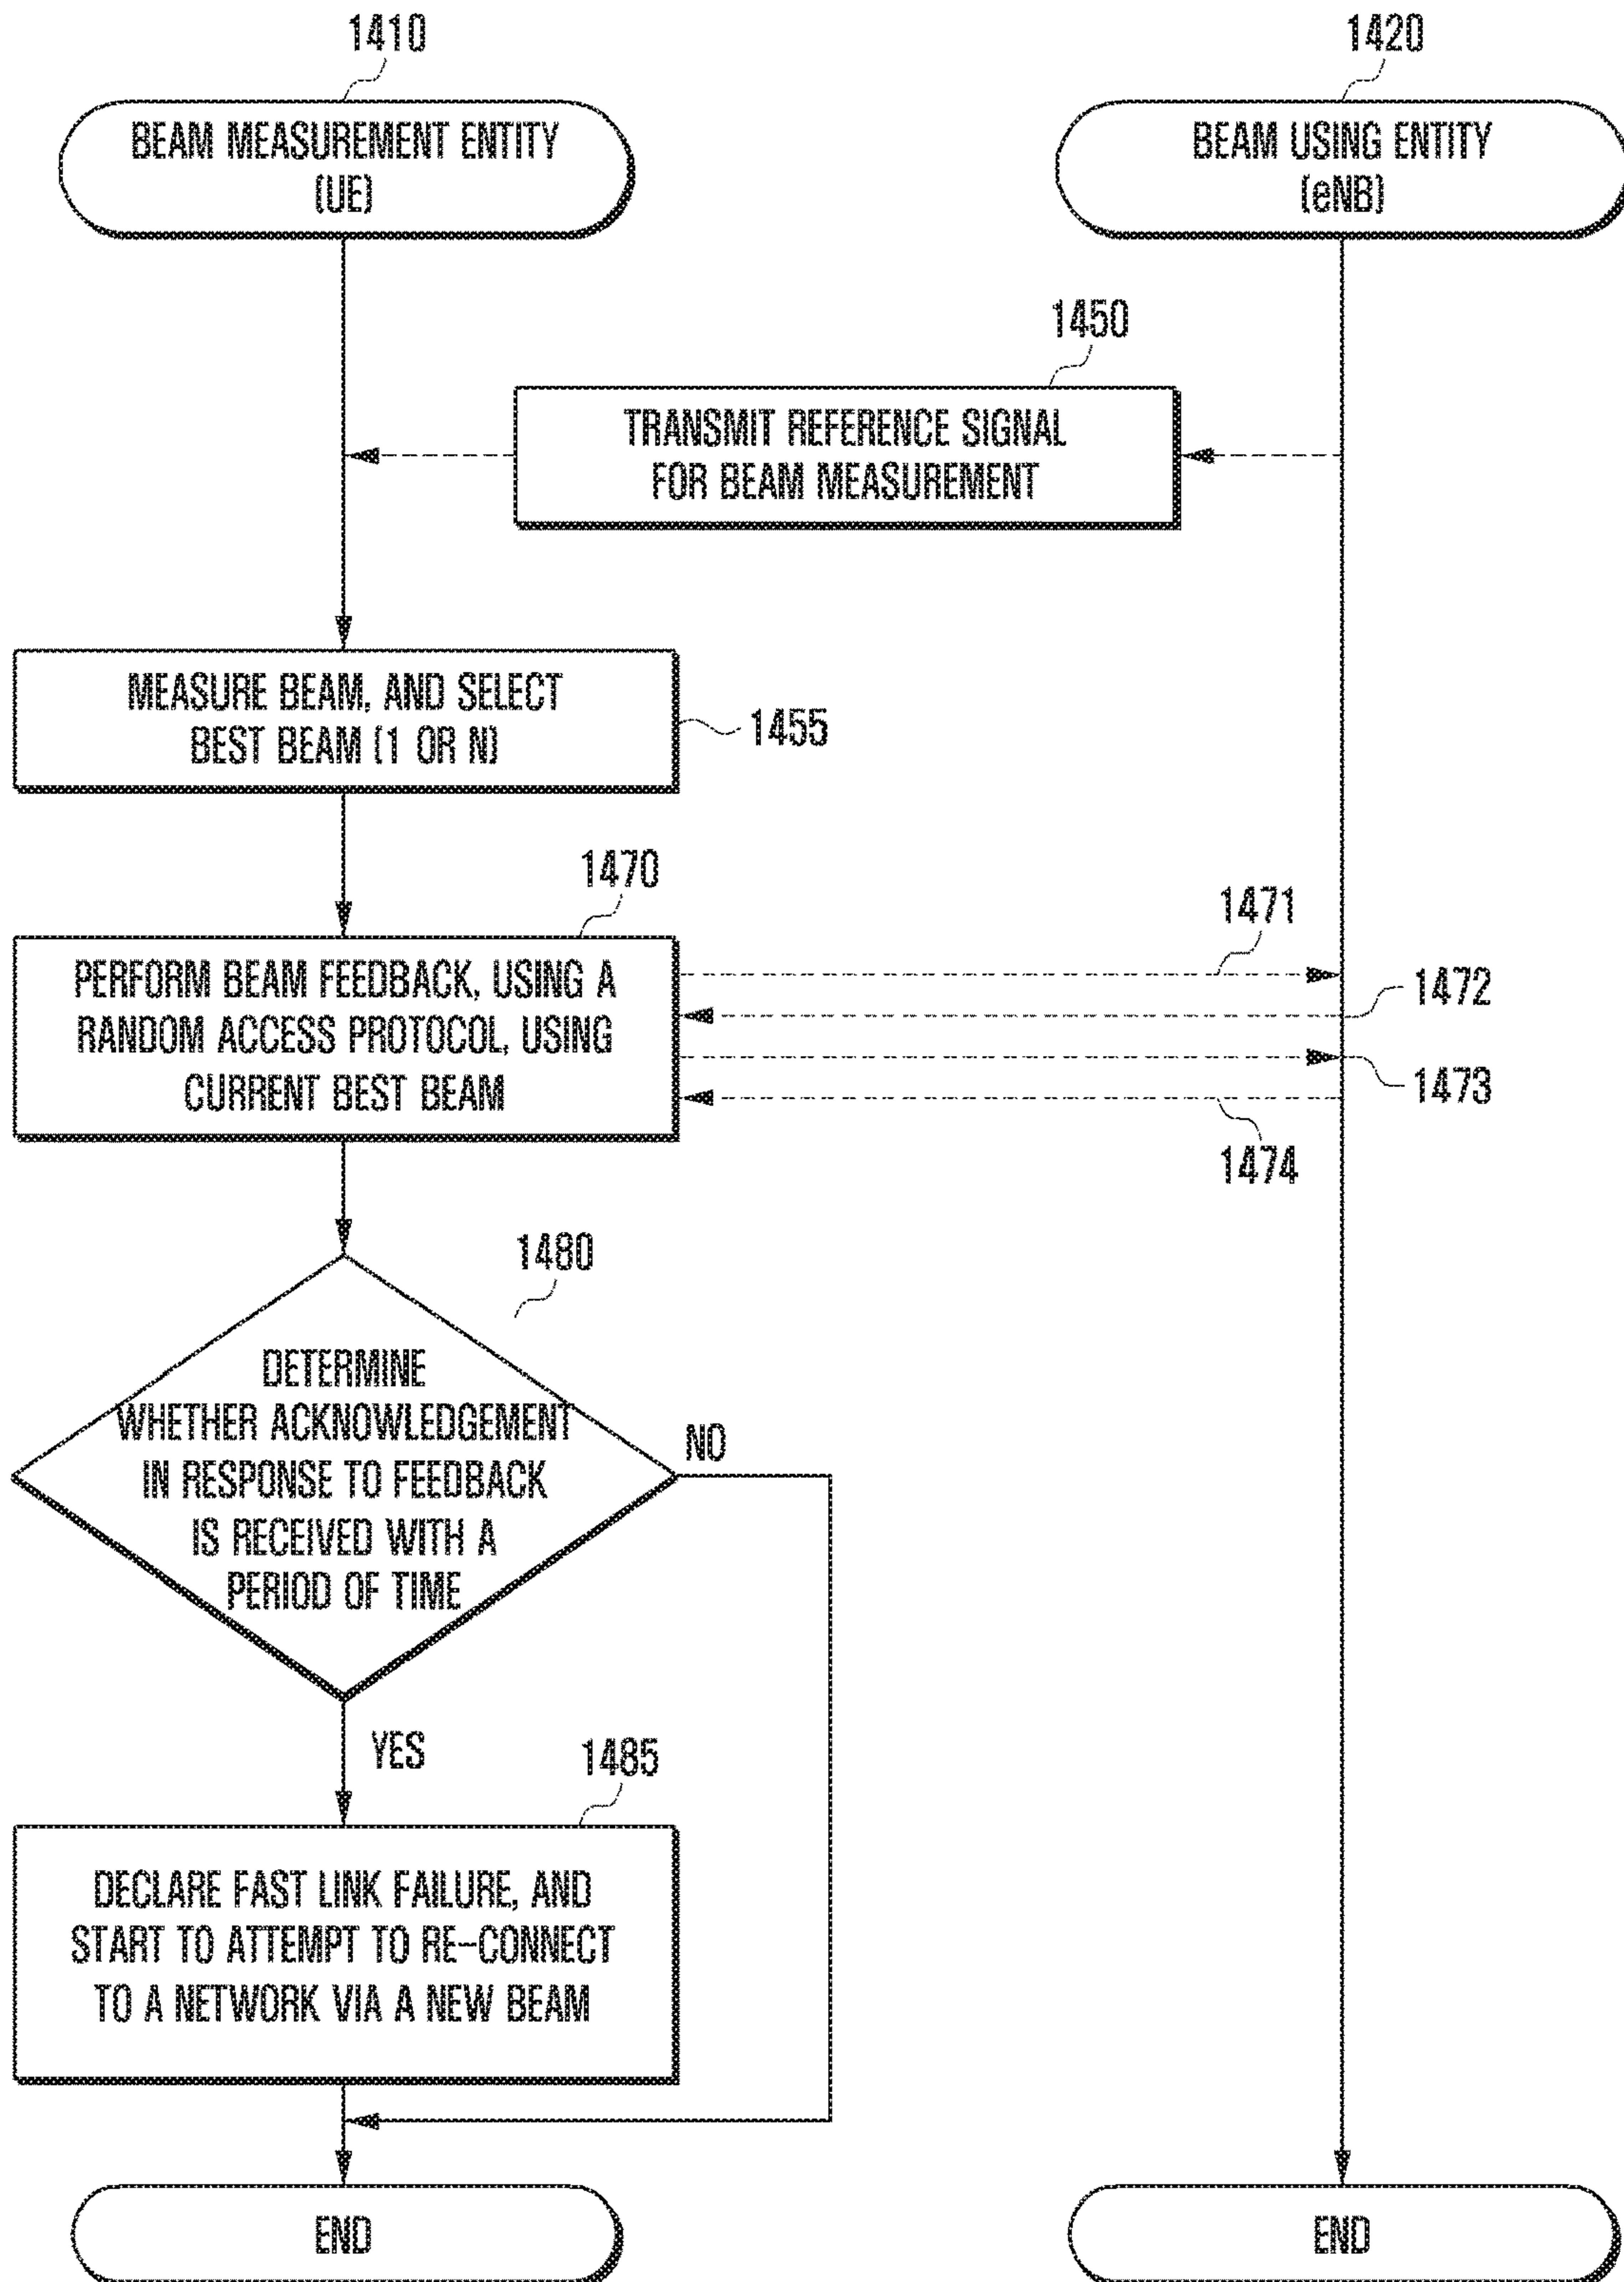 1410
1420
BEAM MEASUREMENT ENTITY
(UE)
BEAM USING ENTITY
(eNB)
1450
TRANSMIT REFERENCE SIGNAL
FOR BEAM MEASUREMENT
MEASURE BEAM, AND SELECT
BEST BEAM (1 OR N)
1455
1470
PERFORM BEAM FEEDBACK, USING A
RANDOM ACCESS PROTOCOL, USING
CURRENT BEST BEAM
1471
1472
1473
1474
1480
DETERMINE
WHETHER ACKNOWLEDGEMENT
IN RESPONSE TO FEEDBACK
IS RECEIVED WITH A
PERIOD OF TIME
NO
YES
1485
DECLARE FAST LINK FAILURE, AND
START TO ATTEMPT TO RE-CONNECT
TO A NETWORK VIA A NEW BEAM
END
END